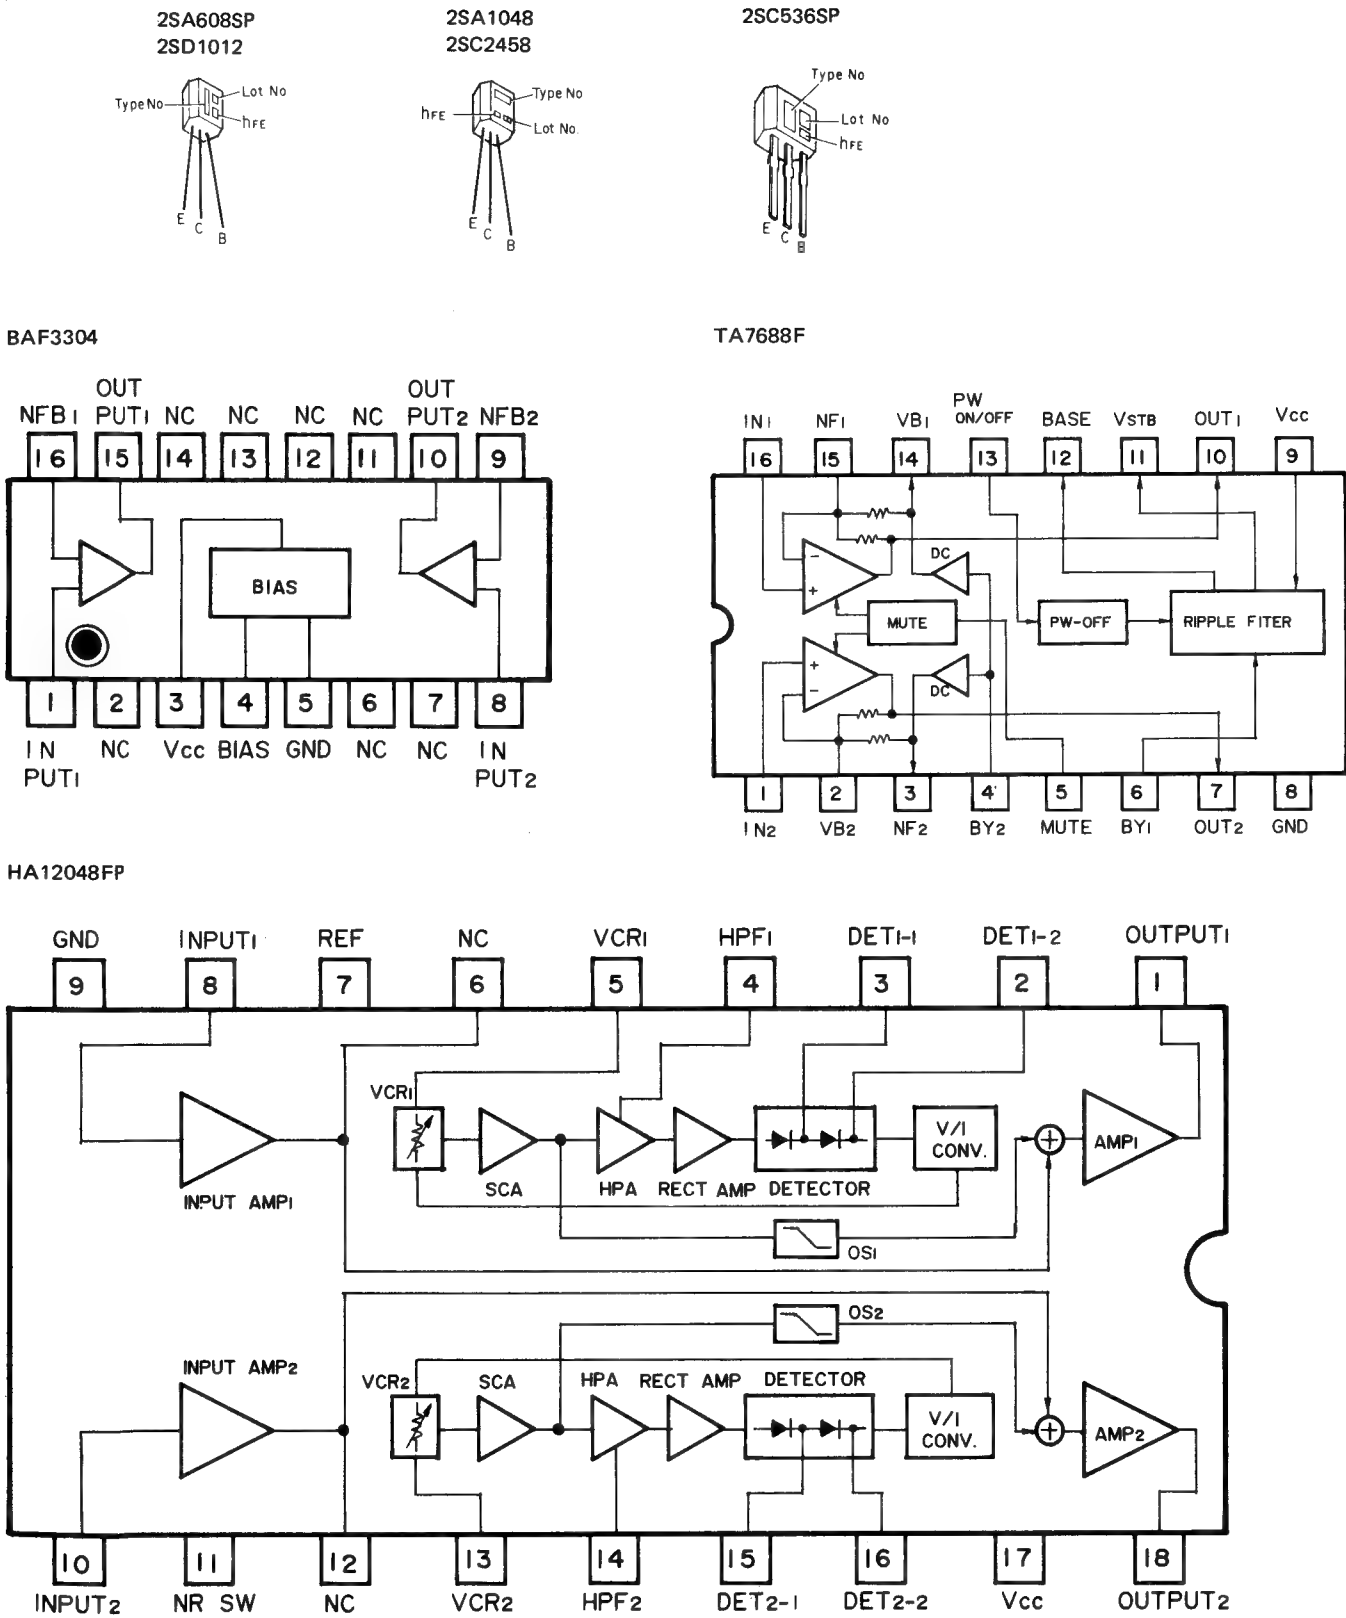 2SA608SP
2SD1012
2SA1048
2SC2458
2SC536SP
Type No
Lot No
hFE
E
C
B
hFE
Type No
Lot No.
E
C
B
Type No
Lot No
hFE
E
C
B
BAF3304
NFB1
OUT
PUT1
NC
NC
NC
NC
OUT
PUT2
NFB2
16 15 14 13 12 11 10 9
BIAS
1 2 3 4 5 6 7 8
IN
PUT1
NC
Vcc
BIAS
GND
NC
NC
IN
PUT2
TA7688F
IN1
NF1
VB1
PW
ON/OFF
BASE
VSTB
OUT1
Vcc
16 15 14 13 12 11 10 9
DC
MUTE
PW-OFF
RIPPLE FITER
DC
1 2 3 4 5 6 7 8
IN2
VB2
NF2
BY2
MUTE
BY1
OUT2
GND
HA12048FP
GND
INPUT1
REF
NC
VCR1
HPF1
DET1-1
DET1-2
OUTPUT1
9 8 7 6 5 4 3 2 1
VCR1
V/I
CONV.
AMP1
INPUT AMP1
SCA
HPA
RECT AMP
DETECTOR
OS1
OS2
INPUT AMP2
VCR2
SCA
HPA
RECT AMP
DETECTOR
V/I
CONV.
AMP2
10 11 12 13 14 15 16 17 18
INPUT2
NR SW
NC
VCR2
HPF2
DET2-1
DET2-2
Vcc
OUTPUT2